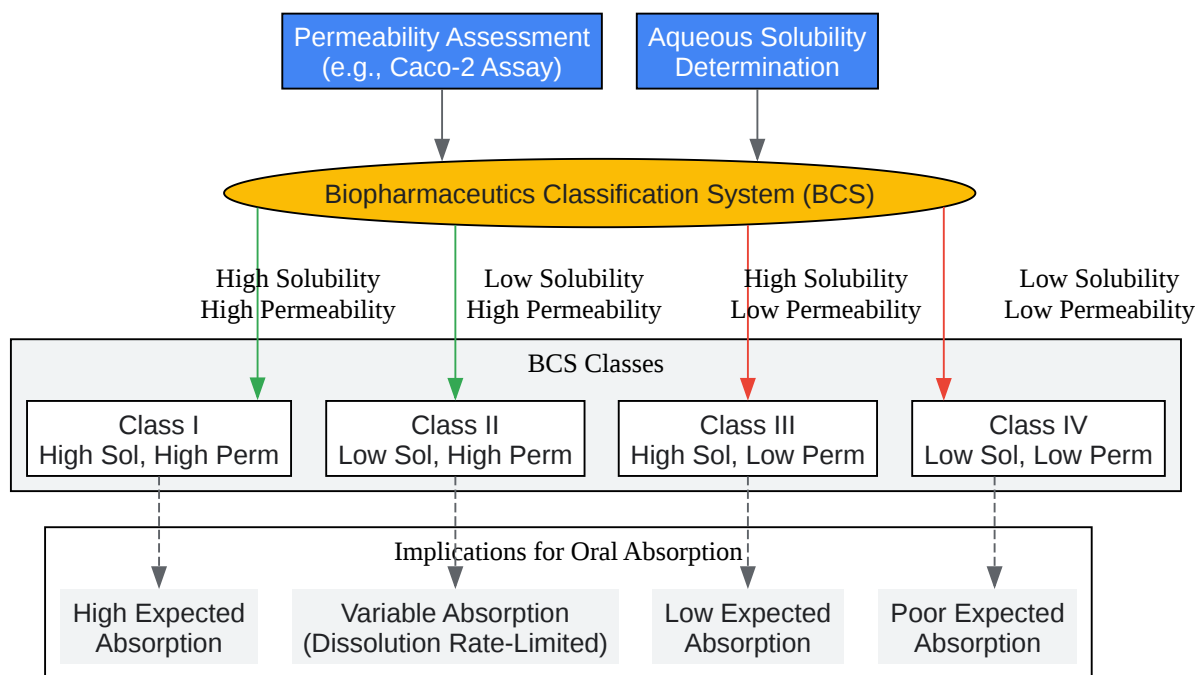 Permeability Assessment
(e.g., Caco-2 Assay)
Aqueous Solubility
Determination
Biopharmaceutics Classification System (BCS)
High Solubility
High Permeability
Low Solubility
High Permeability
High Solubility
Low Permeability
Low Solubility
Low Permeability
BCS Classes
Class I
High Sol, High Perm
Class II
Low Sol, High Perm
Class III
High Sol, Low Perm
Class IV
Low Sol, Low Perm
Implications for Oral Absorption
High Expected
Absorption
Variable Absorption
(Dissolution Rate-Limited)
Low Expected
Absorption
Poor Expected
Absorption